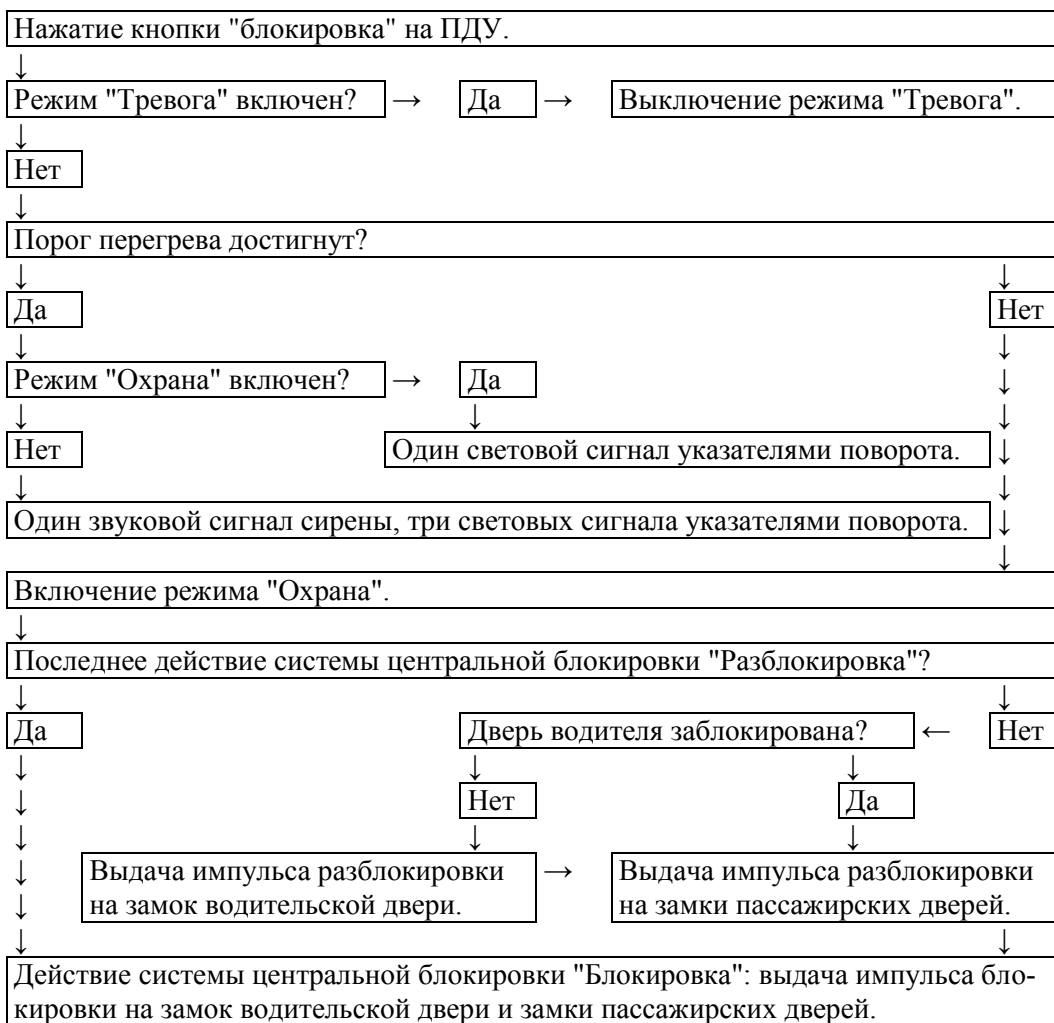 Нажатие кнопки "блокировка" на ПДУ.
↓
Режим "Тревога" включен? → Да → Выключение режима "Тревога".
↓
Нет
↓
Порог перегрева достигнут?
↓ ↓
Да Нет
↓ ↓
Режим "Охрана" включен? → Да ↓
↓ ↓ ↓
Нет Один световой сигнал указателями поворота. ↓
↓ ↓
Один звуковой сигнал сирены, три световых сигнала указателями поворота. ↓
↓
Включение режима "Охрана".
↓
Последнее действие системы центральной блокировки "Разблокировка"?
↓ ↓
Да Дверь водителя заблокирована? ← Нет
↓ ↓ ↓
↓ Нет Да
↓ ↓ ↓
↓ Выдача импульса разблокировки → Выдача импульса разблокировки
↓ на замок водительской двери. на замки пассажирских дверей.
↓ ↓
Действие системы центральной блокировки "Блокировка": выдача импульса бло-
кировки на замок водительской двери и замки пассажирских дверей.